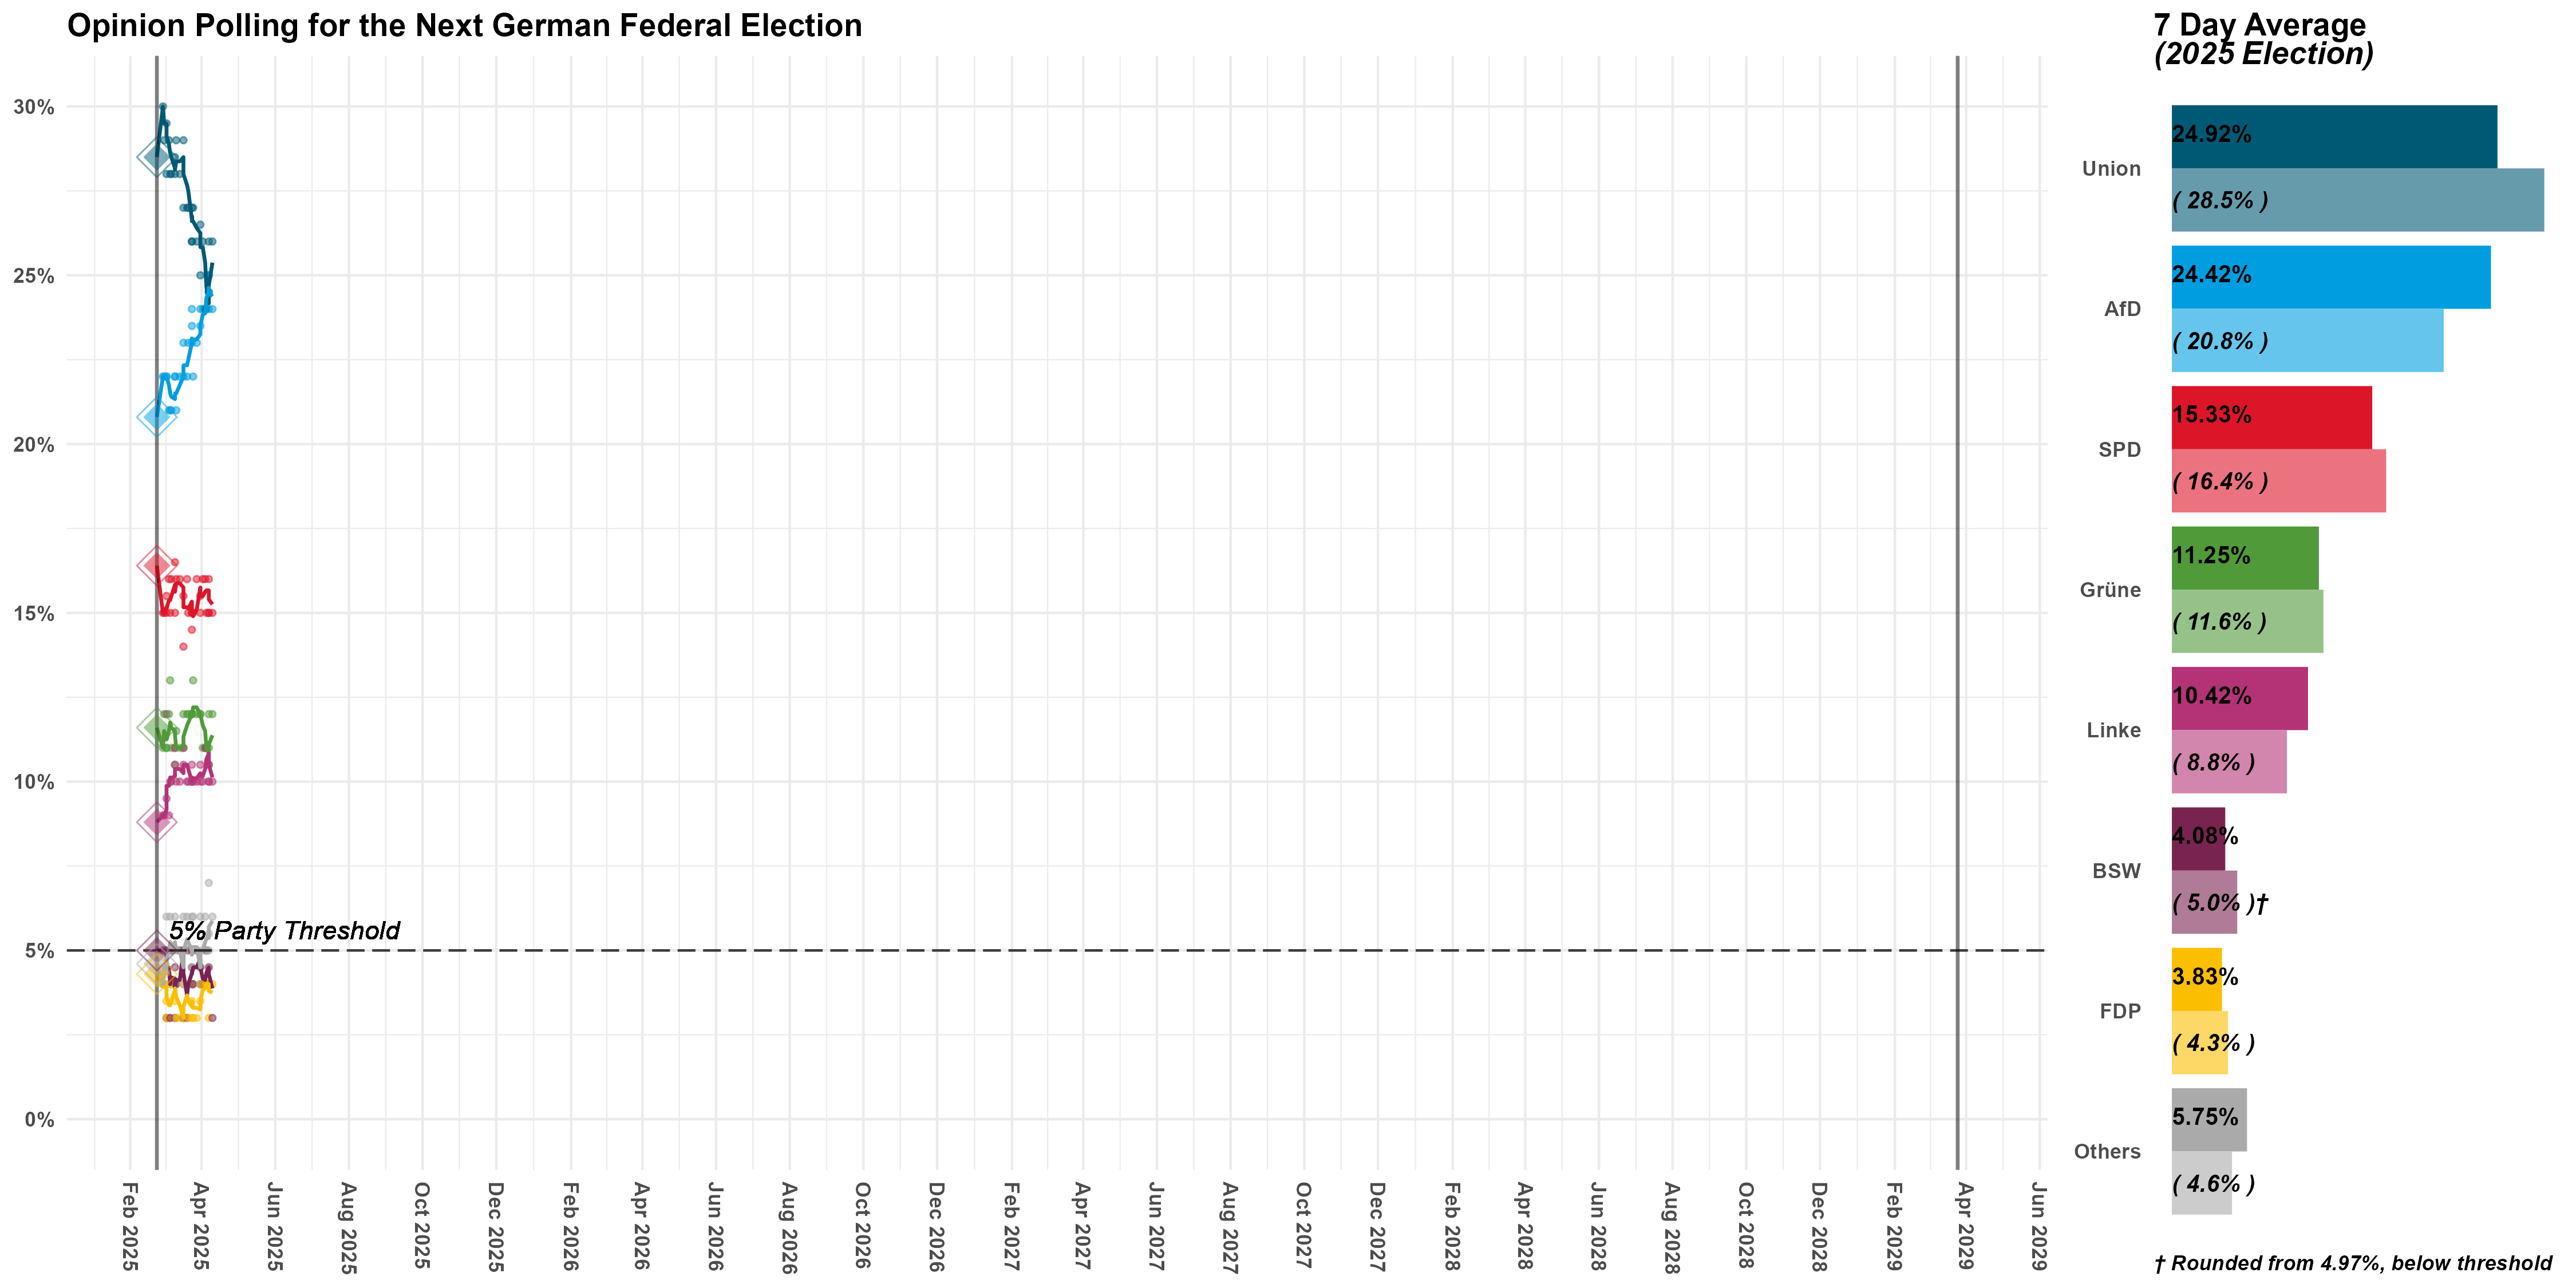 Opinion Polling for the Next German Federal Election
30%
25%
20%
15%
10%
5%
0%
5% Party Threshold
Feb 2025
Apr 2025
Jun 2025
Aug 2025
Oct 2025
Dec 2025
Feb 2026
Apr 2026
Jun 2026
Aug 2026
Oct 2026
Dec 2026
Feb 2027
Apr 2027
Jun 2027
Aug 2027
Oct 2027
Dec 2027
Feb 2028
Apr 2028
Jun 2028
Aug 2028
Oct 2028
Dec 2028
Feb 2029
Apr 2029
Jun 2029
7 Day Average
(2025 Election)
Union
24.92%
( 28.5% )
AfD
24.42%
( 20.8% )
SPD
15.33%
( 16.4% )
Grüne
11.25%
( 11.6% )
Linke
10.42%
( 8.8% )
BSW
4.08%
( 5.0% )†
FDP
3.83%
( 4.3% )
Others
5.75%
( 4.6% )
† Rounded from 4.97%, below threshold